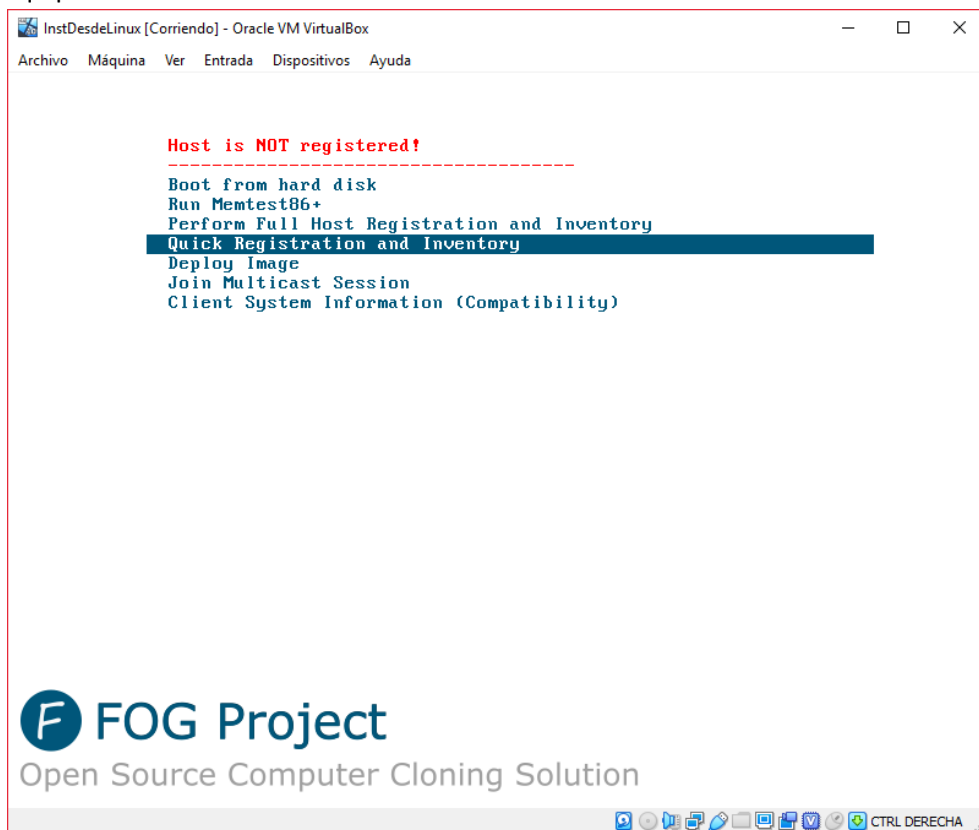 InstDesdeLinux [Corriendo] - Oracle VM VirtualBox
Archivo Máquina Ver Entrada Dispositivos Ayuda
Host is NOT registered!
-------------------------------------
Boot from hard disk
Run Memtest86+
Perform Full Host Registration and Inventory
Quick Registration and Inventory
Deploy Image
Join Multicast Session
Client System Information (Compatibility)
F FOG Project
Open Source Computer Cloning Solution
CTRL DERECHA